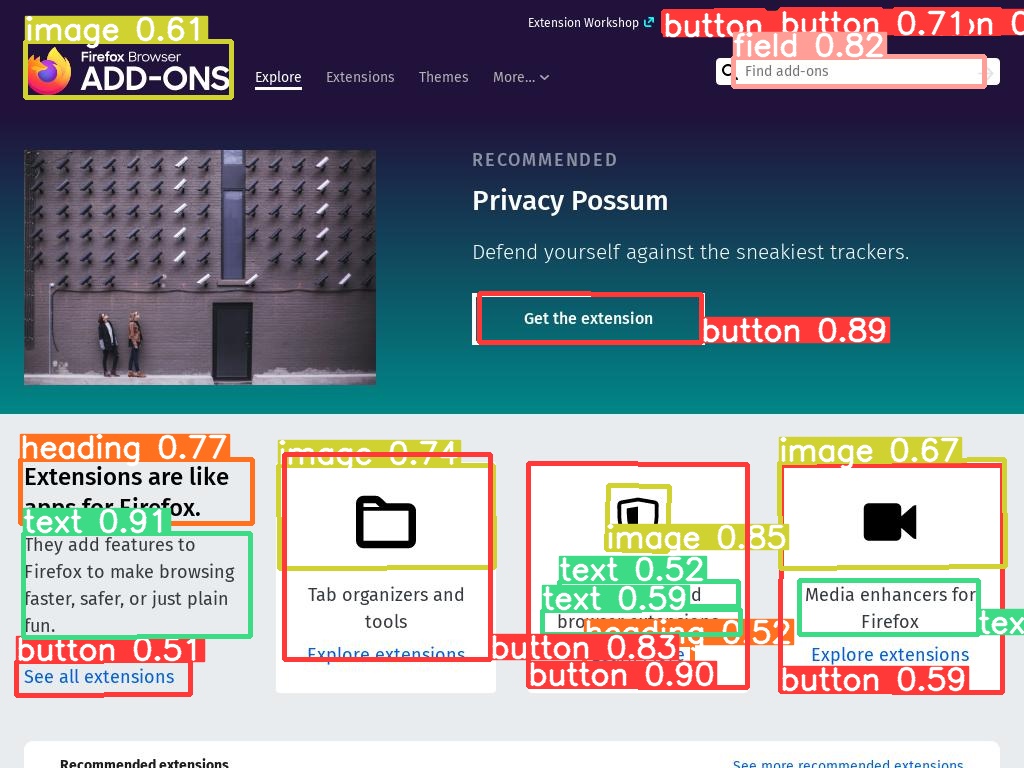 image 0.61
Extension Workshop
button
button 0.71
field 0.82
Firefox Browser
ADD-ONS
Explore
Extensions
Themes
More...
Find add-ons
RECOMMENDED
Privacy Possum
Defend yourself against the sneakiest trackers.
Get the extension
button 0.89
heading 0.77
image 0.74
image 0.67
Extensions are like
apps for Firefox.
text 0.91
They add features to
Firefox to make browsing
faster, safer, or just plain
fun.
button 0.51
See all extensions
Tab organizers and
tools
Explore extensions
button 0.83
image 0.85
text 0.52
text 0.59
heading 0.52
button 0.90
Media enhancers for
Firefox
Explore extensions
button 0.59
Recommended extensions
See more recommended extensions